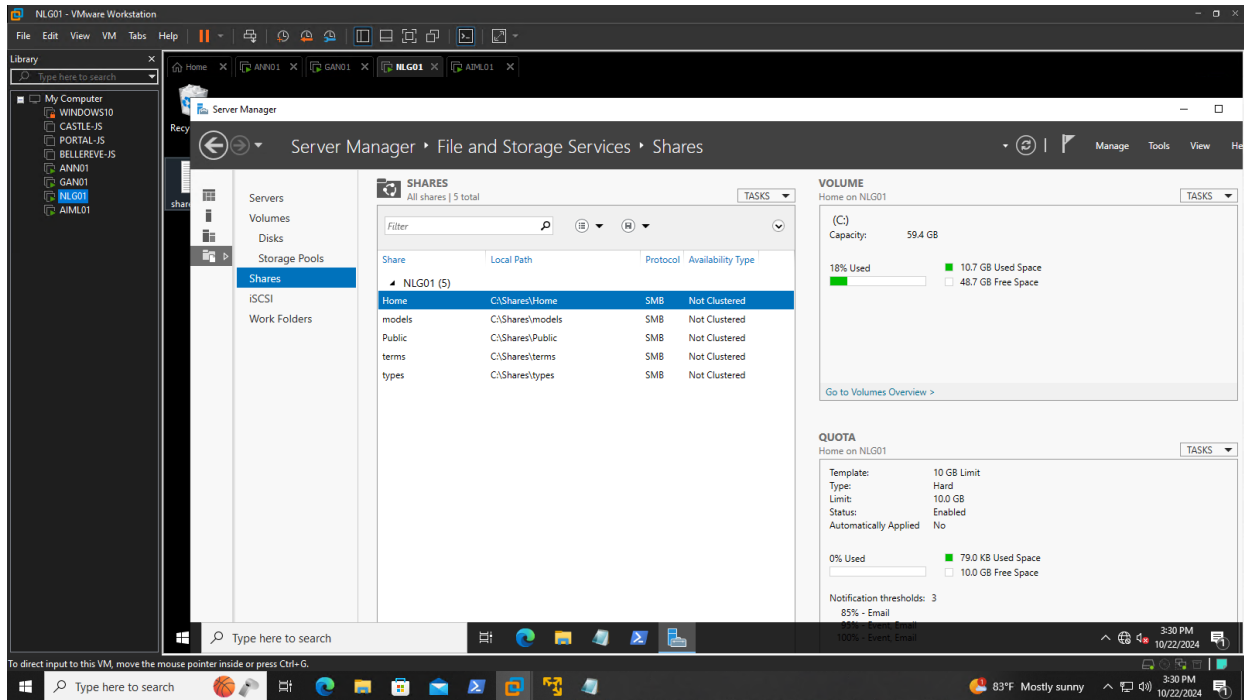 NLG01 - VMware Workstation
File Edit View VM Tabs Help
Library
Type here to search
My Computer
WINDOWS10
CASTLE-JS
PORTAL-JS
BELLEREVE-JS
ANN01
GAN01
NLG01
AIML01
Home ANN01 GAN01 NLG01 AIML01
Recy
shar
Server Manager
Server Manager File and Storage Services Shares
Manage Tools View He
Servers
Volumes
Disks
Storage Pools
Shares
iSCSI
Work Folders
SHARES
All shares | 5 total
TASKS
Filter
Share Local Path Protocol Availability Type
NLG01 (5)
Home C:\Shares\Home SMB Not Clustered
models C:\Shares\models SMB Not Clustered
Public C:\Shares\Public SMB Not Clustered
terms C:\Shares\terms SMB Not Clustered
types C:\Shares\types SMB Not Clustered
VOLUME
Home on NLG01
TASKS
(C:)
Capacity: 59.4 GB
18% Used
10.7 GB Used Space
48.7 GB Free Space
Go to Volumes Overview >
QUOTA
Home on NLG01
TASKS
Template: 10 GB Limit
Type: Hard
Limit: 10.0 GB
Status: Enabled
Automatically Applied No
0% Used
79.0 KB Used Space
10.0 GB Free Space
Notification thresholds: 3
85% - Email
95% - Event, Email
100% - Event, Email
Type here to search
3:30 PM
10/22/2024
1
To direct input to this VM, move the mouse pointer inside or press Ctrl+G.
Type here to search
83°F Mostly sunny
3:30 PM
10/22/2024
1